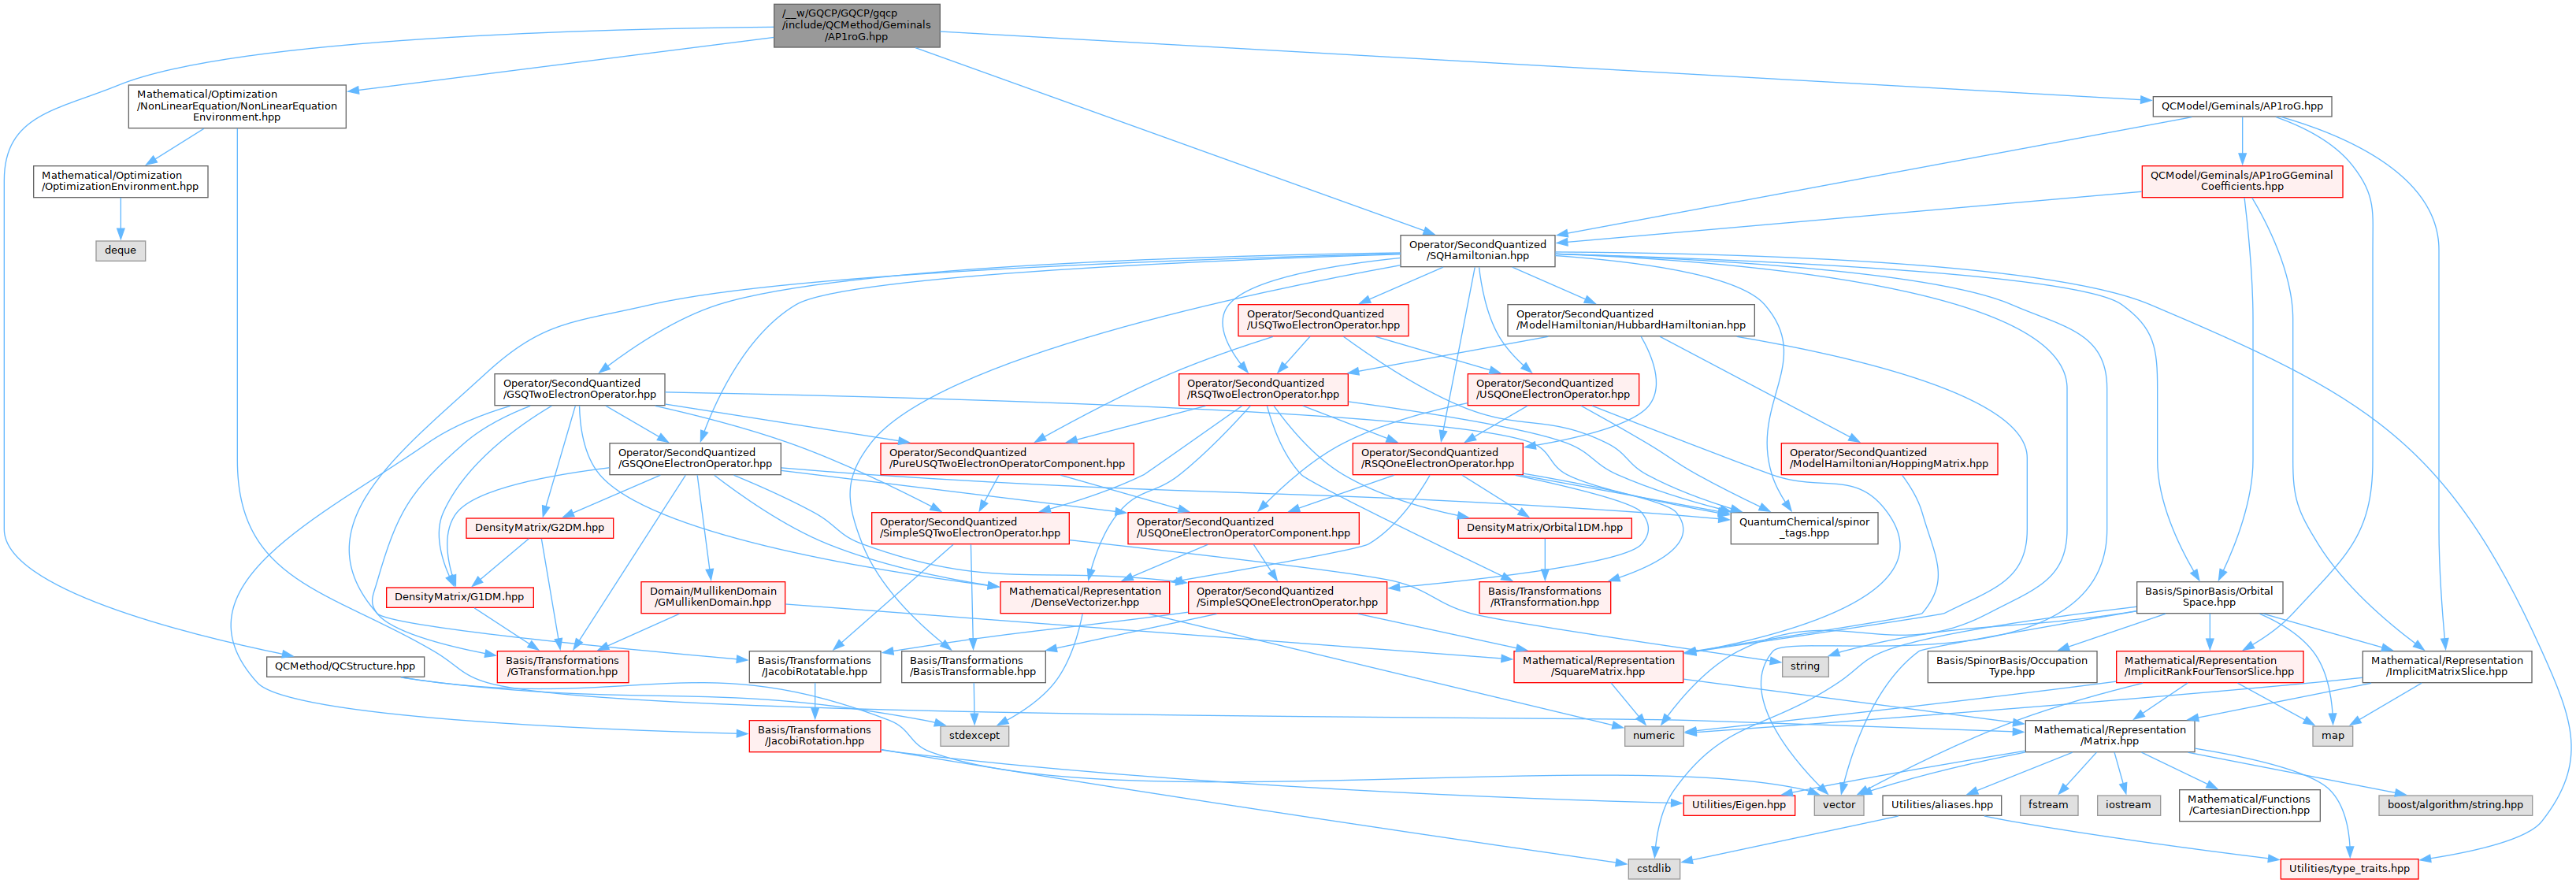 /__w/GQCP/GQCP/gqcp
/include/QCMethod/Geminals
/AP1roG.hpp
Mathematical/Optimization
/NonLinearEquation/NonLinearEquation
Environment.hpp
QCModel/Geminals/AP1roG.hpp
Mathematical/Optimization
/OptimizationEnvironment.hpp
QCModel/Geminals/AP1roGGeminal
Coefficients.hpp
deque
Operator/SecondQuantized
/SQHamiltonian.hpp
Operator/SecondQuantized
/USQTwoElectronOperator.hpp
Operator/SecondQuantized
/ModelHamiltonian/HubbardHamiltonian.hpp
Operator/SecondQuantized
/GSQTwoElectronOperator.hpp
Operator/SecondQuantized
/RSQTwoElectronOperator.hpp
Operator/SecondQuantized
/USQOneElectronOperator.hpp
Operator/SecondQuantized
/GSQOneElectronOperator.hpp
Operator/SecondQuantized
/PureUSQTwoElectronOperatorComponent.hpp
Operator/SecondQuantized
/RSQOneElectronOperator.hpp
Operator/SecondQuantized
/ModelHamiltonian/HoppingMatrix.hpp
DensityMatrix/G2DM.hpp
Operator/SecondQuantized
/SimpleSQTwoElectronOperator.hpp
Operator/SecondQuantized
/USQOneElectronOperatorComponent.hpp
DensityMatrix/Orbital1DM.hpp
QuantumChemical/spinor
_tags.hpp
DensityMatrix/G1DM.hpp
Domain/MullikenDomain
/GMullikenDomain.hpp
Mathematical/Representation
/DenseVectorizer.hpp
Operator/SecondQuantized
/SimpleSQOneElectronOperator.hpp
Basis/Transformations
/RTransformation.hpp
Basis/SpinorBasis/Orbital
Space.hpp
QCMethod/QCStructure.hpp
Basis/Transformations
/GTransformation.hpp
Basis/Transformations
/JacobiRotatable.hpp
Basis/Transformations
/BasisTransformable.hpp
Mathematical/Representation
/SquareMatrix.hpp
string
Basis/SpinorBasis/Occupation
Type.hpp
Mathematical/Representation
/ImplicitRankFourTensorSlice.hpp
Mathematical/Representation
/ImplicitMatrixSlice.hpp
Basis/Transformations
/JacobiRotation.hpp
stdexcept
numeric
Mathematical/Representation
/Matrix.hpp
map
Utilities/Eigen.hpp
vector
Utilities/aliases.hpp
fstream
iostream
Mathematical/Functions
/CartesianDirection.hpp
boost/algorithm/string.hpp
cstdlib
Utilities/type_traits.hpp